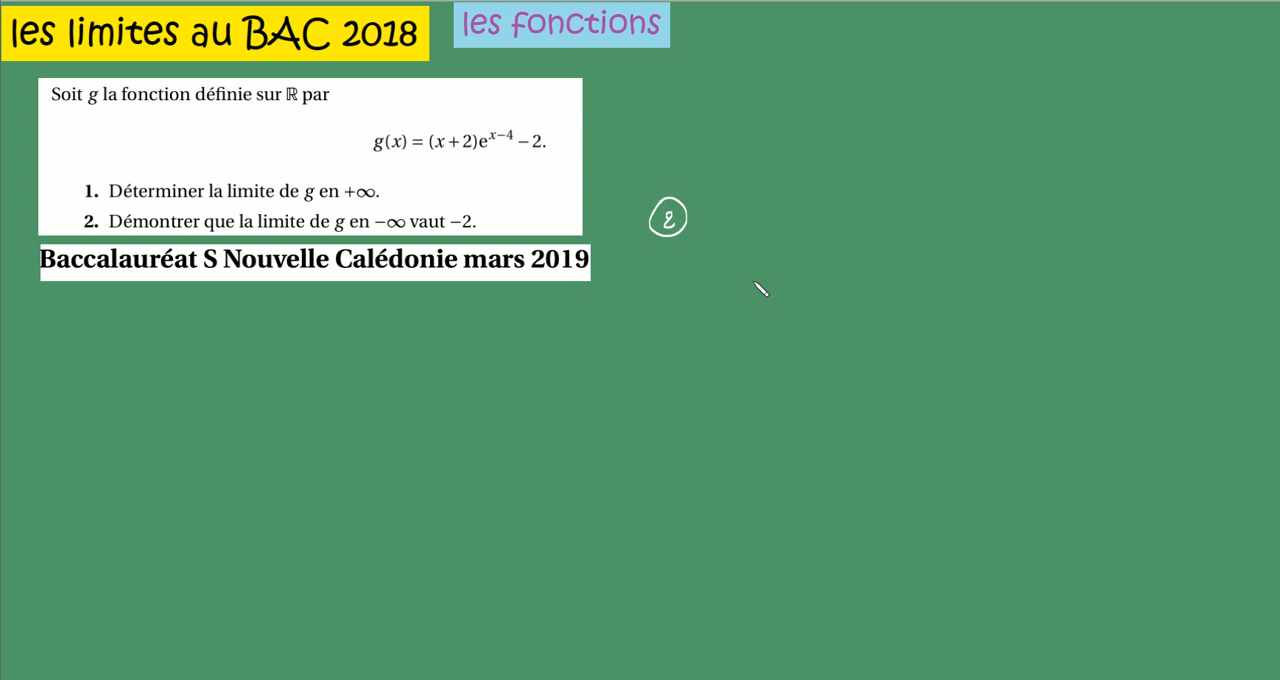 les limites au BAC 2018
les fonctions
Soit g la fonction définie sur ℝ par
g(x) = (x+2)eˣ⁻⁴ − 2.
1. Déterminer la limite de g en +∞.
2. Démontrer que la limite de g en −∞ vaut −2.
2
Baccalauréat S Nouvelle Calédonie mars 2019